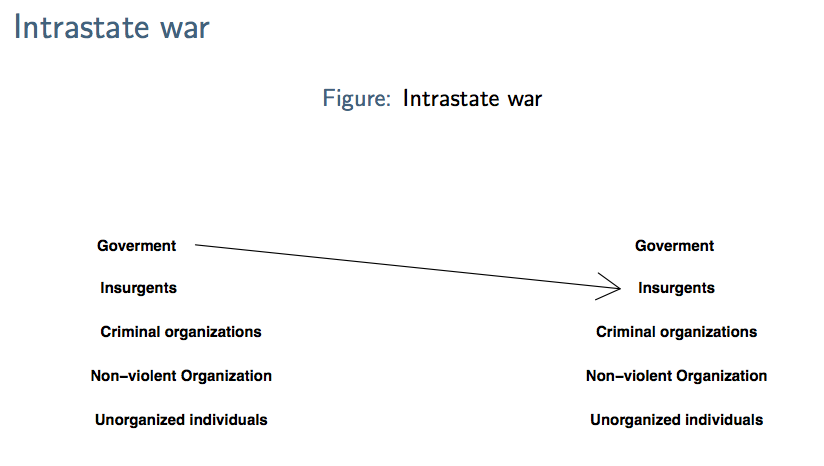 Intrastate war
Figure: Intrastate war
Goverment Goverment
Insurgents Insurgents
Criminal organizations Criminal organizations
Non−violent Organization Non−violent Organization
Unorganized individuals Unorganized individuals